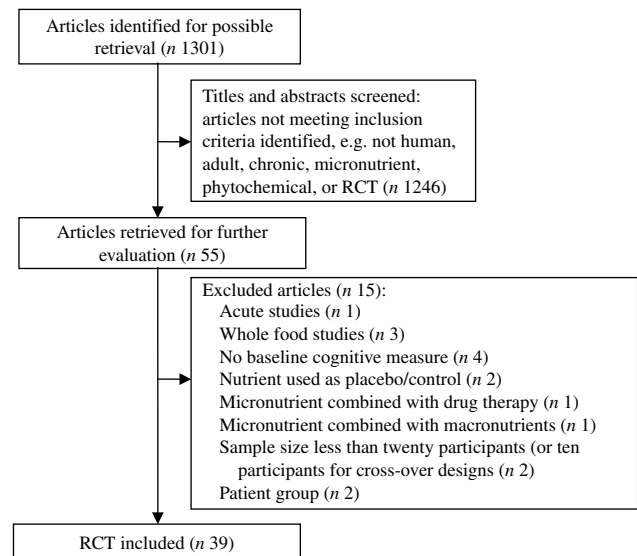 Articles identified for possible
retrieval (n 1301)
Titles and abstracts screened:
articles not meeting inclusion
criteria identified, e.g. not human,
adult, chronic, micronutrient,
phytochemical, or RCT (n 1246)
Articles retrieved for further
evaluation (n 55)
Excluded articles (n 15):
Acute studies (n 1)
Whole food studies (n 3)
No baseline cognitive measure (n 4)
Nutrient used as placebo/control (n 2)
Micronutrient combined with drug therapy (n 1)
Micronutrient combined with macronutrients (n 1)
Sample size less than twenty participants (or ten
participants for cross-over designs (n 2)
Patient group (n 2)
RCT included (n 39)